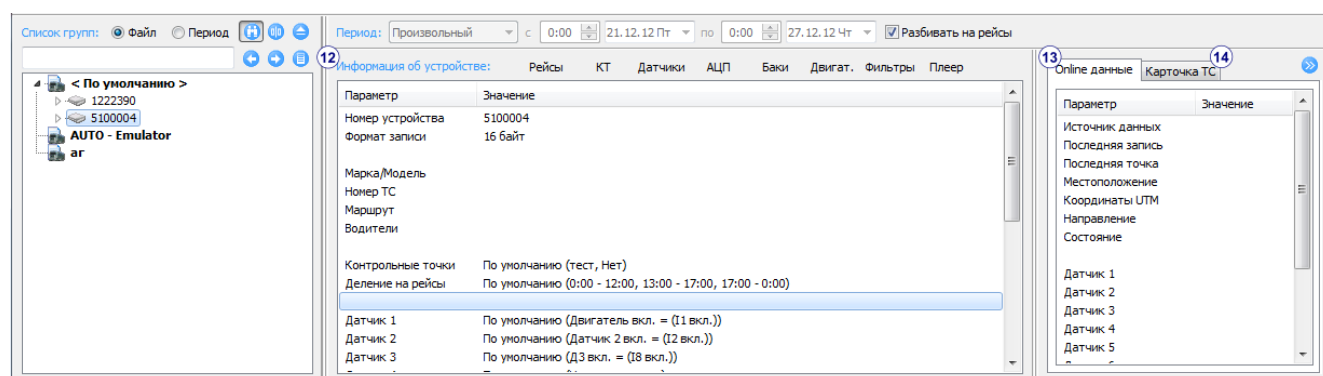 Список групп: Файл Период
< По умолчанию >
1222390
5100004
AUTO - Emulator
ar
Период: Произвольный с 0:00 21.12.12 Пт по 0:00 27.12.12 Чт Разбивать на рейсы
12
Информация об устройстве: Рейсы КТ Датчики АЦП Баки Двигат. Фильтры Плеер
Параметр Значение
Номер устройства 5100004
Формат записи 16 байт
Марка/Модель
Номер ТС
Маршрут
Водители
Контрольные точки По умолчанию (тест, Нет)
Деление на рейсы По умолчанию (0:00 - 12:00, 13:00 - 17:00, 17:00 - 0:00)
Датчик 1 По умолчанию (Двигатель вкл. = (I1 вкл.))
Датчик 2 По умолчанию (Датчик 2 вкл. = (I2 вкл.))
Датчик 3 По умолчанию (Д3 вкл. = (I8 вкл.))
13 14
Online данные Карточка ТС
Параметр Значение
Источник данных
Последняя запись
Последняя точка
Местоположение
Координаты UTM
Направление
Состояние
Датчик 1
Датчик 2
Датчик 3
Датчик 4
Датчик 5